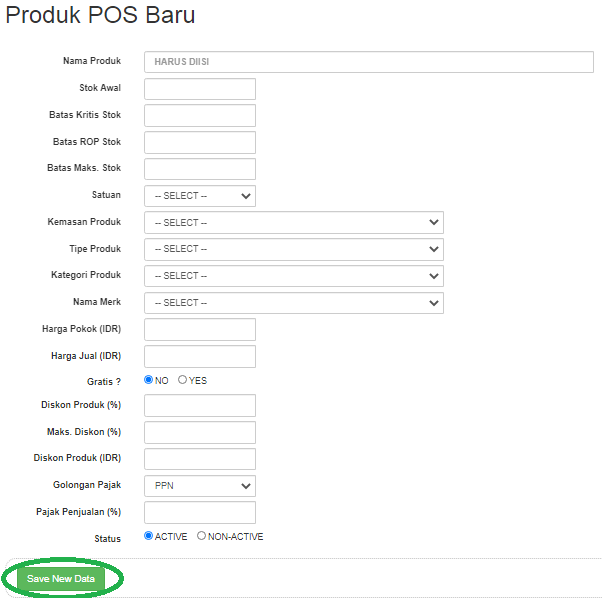 Produk POS Baru
Nama Produk HARUS DIISI
Stok Awal
Batas Kritis Stok
Batas ROP Stok
Batas Maks. Stok
Satuan -- SELECT --
Kemasan Produk -- SELECT --
Tipe Produk -- SELECT --
Kategori Produk -- SELECT --
Nama Merk -- SELECT --
Harga Pokok (IDR)
Harga Jual (IDR)
Gratis ? NO YES
Diskon Produk (%)
Maks. Diskon (%)
Diskon Produk (IDR)
Golongan Pajak PPN
Pajak Penjualan (%)
Status ACTIVE NON-ACTIVE
Save New Data